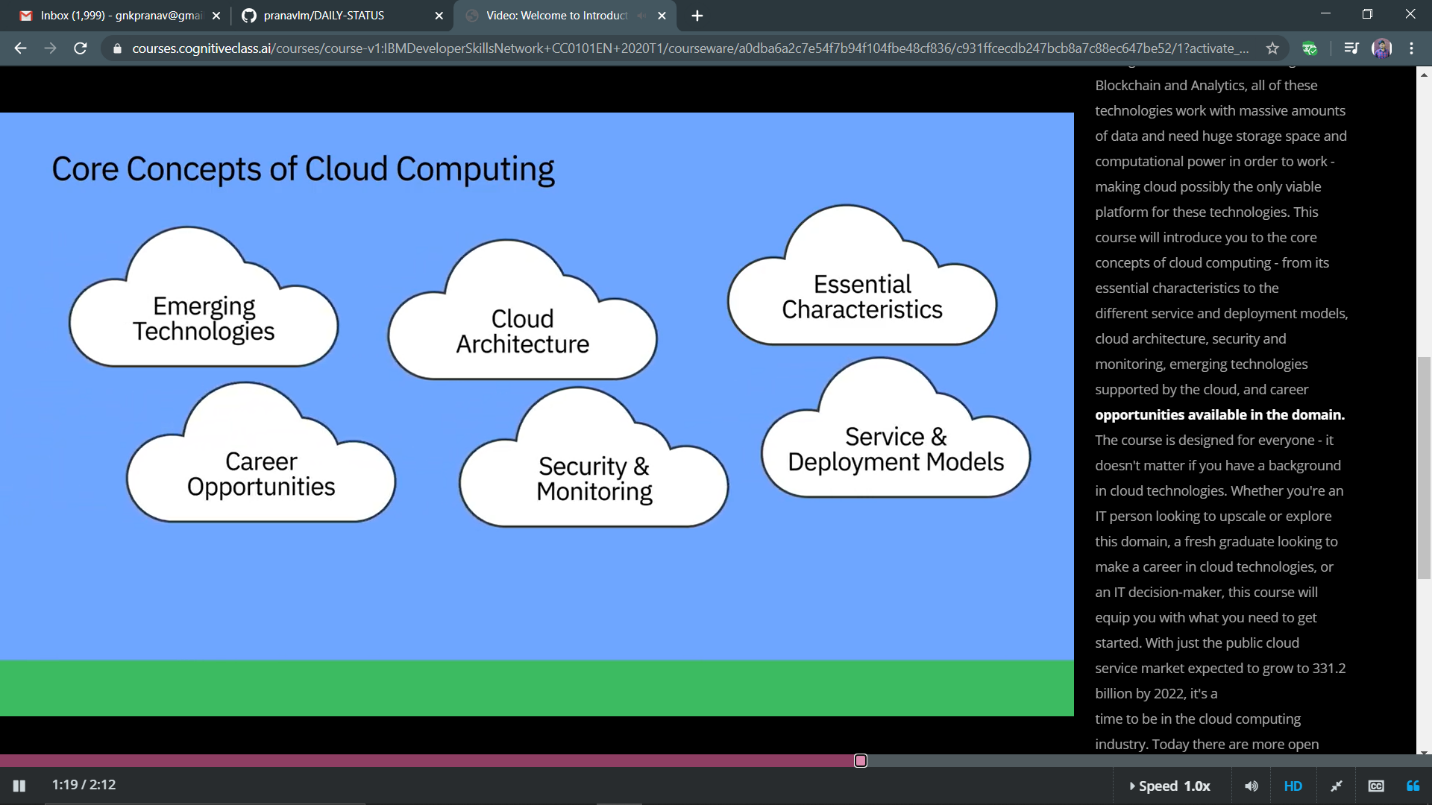 Inbox (1,999) - gnkpranav@gmai
pranavlm/DAILY-STATUS
Video: Welcome to Introduct
courses.cognitiveclass.ai/courses/course-v1:IBMDeveloperSkillsNetwork+CC0101EN+2020T1/courseware/a0dba6a2c7e54f7b94f104fbe48cf836/c931ffcecdb247bcb8a7c88ec647be52/1?activate_...
Core Concepts of Cloud Computing
Emerging
Technologies
Cloud
Architecture
Essential
Characteristics
Career
Opportunities
Security &
Monitoring
Service &
Deployment Models
Blockchain and Analytics, all of these
technologies work with massive amounts
of data and need huge storage space and
computational power in order to work -
making cloud possibly the only viable
platform for these technologies. This
course will introduce you to the core
concepts of cloud computing - from its
essential characteristics to the
different service and deployment models,
cloud architecture, security and
monitoring, emerging technologies
supported by the cloud, and career
opportunities available in the domain.
The course is designed for everyone - it
doesn't matter if you have a background
in cloud technologies. Whether you're an
IT person looking to upscale or explore
this domain, a fresh graduate looking to
make a career in cloud technologies, or
an IT decision-maker, this course will
equip you with what you need to get
started. With just the public cloud
service market expected to grow to 331.2
billion by 2022, it's a
time to be in the cloud computing
industry. Today there are more open
1:19 / 2:12
Speed 1.0x
HD
CC